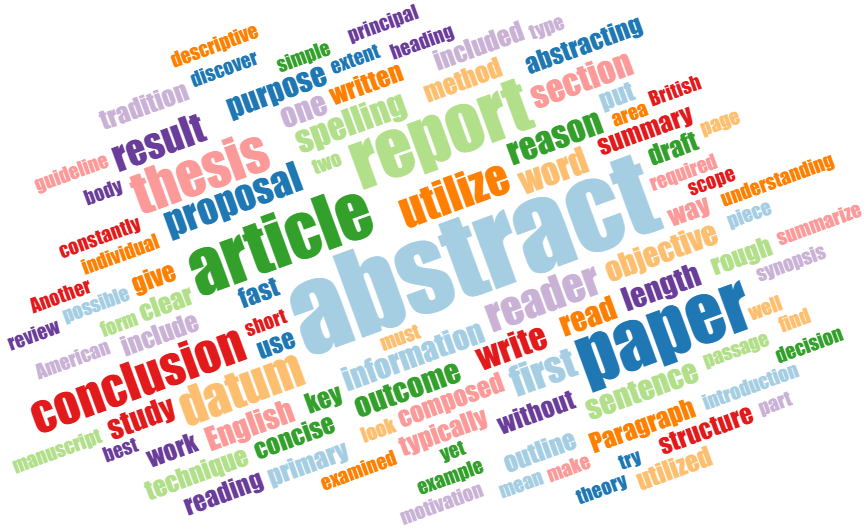 principal
descriptive
simple
extent
heading
included
type
discover
abstracting
tradition
purpose
one
written
method
section
spelling
report
put
area
British
result
guideline
body
thesis
two
reason
word
summary
draft
page
proposal
utilize
required
scope
understanding
constantly
individual
article
abstract
way
piece
Another
possible
give
fast
reader
objective
rough
summarize
review
form
clear
length
synopsis
American
include
short
use
must
information
write
read
paper
well
find
conclusion
datum
first
passage
decision
study
key
outcome
composed
sentence
introduction
manuscript
best
work
English
concise
look
typically
without
Paragraph
structure
part
technique
primary
examined
yet
outline
try
reading
example
mean
make
theory
utilized
motivation